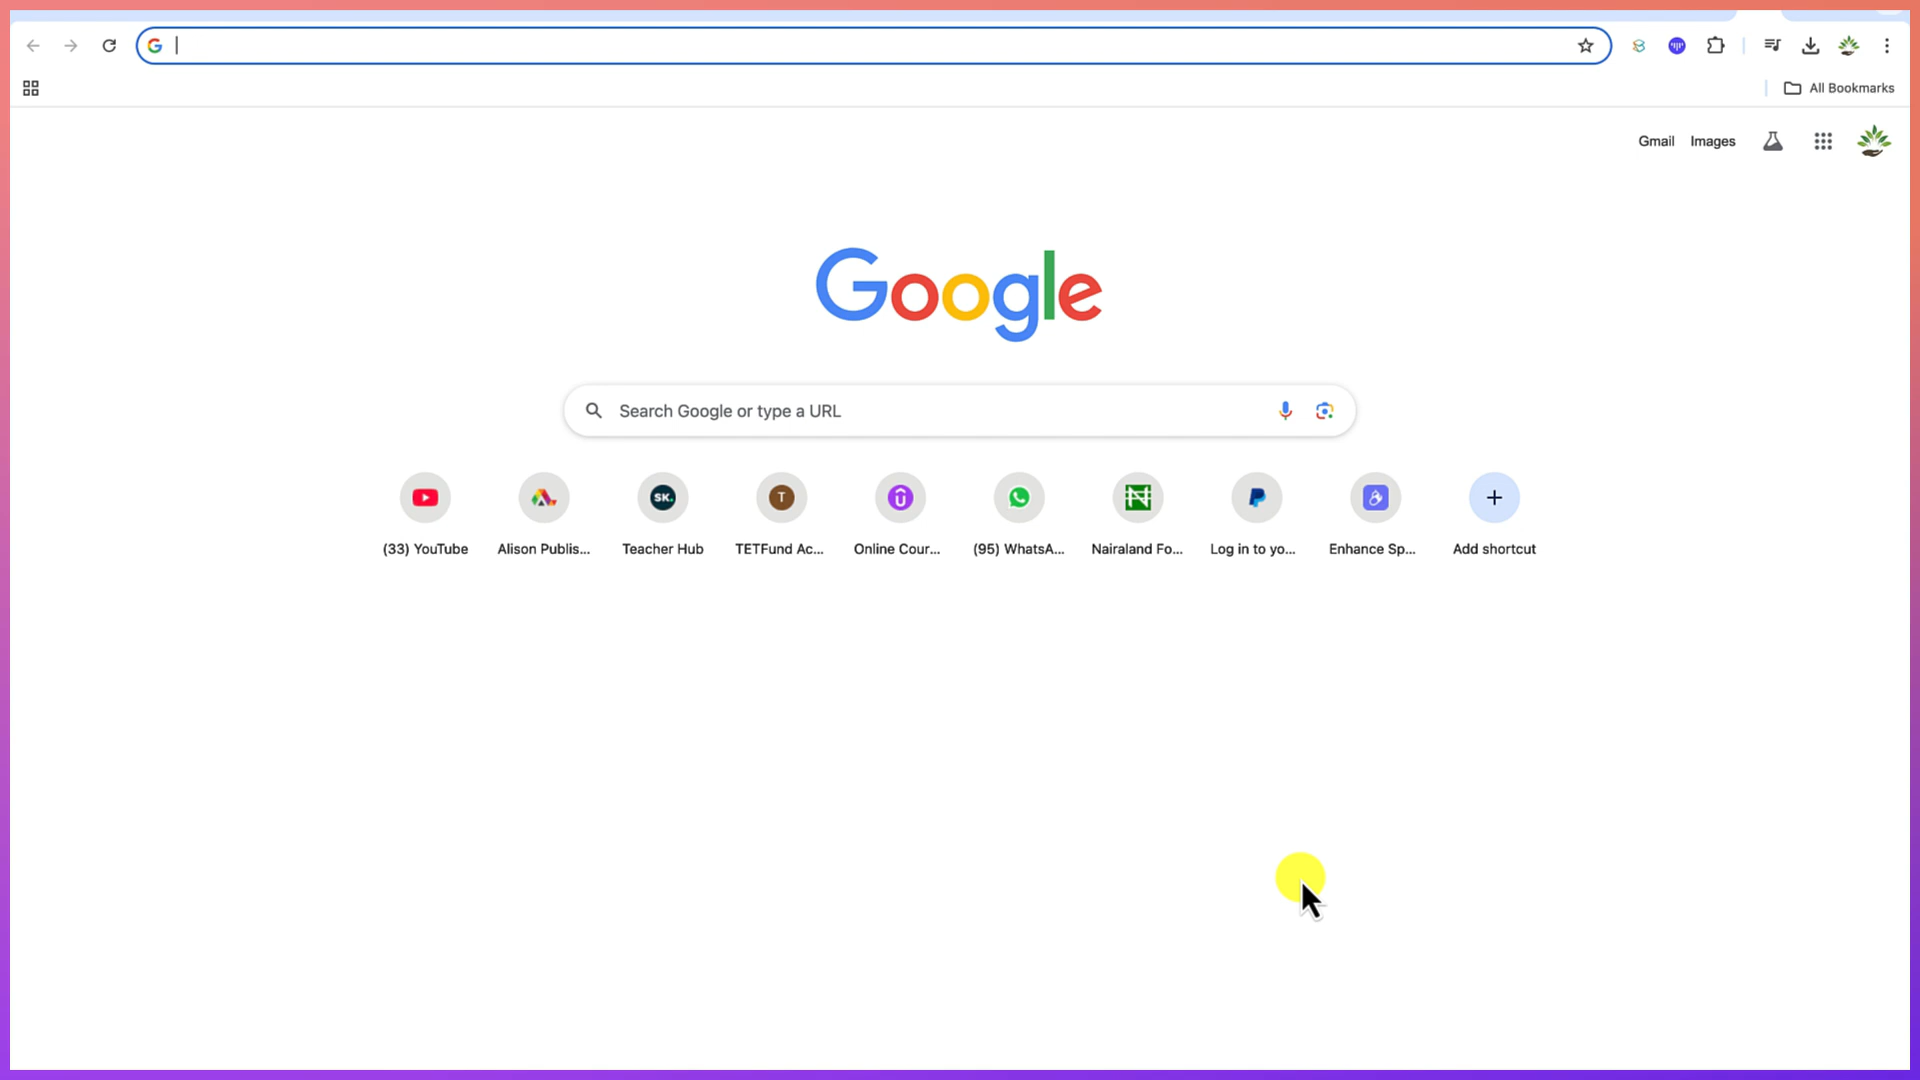 All Bookmarks
Gmail Images
Google
Search Google or type a URL
SK. T
(33) YouTube Alison Publis... Teacher Hub TETFund Ac... Online Cour... (95) WhatsA... Nairaland Fo... Log in to yo... Enhance Sp... Add shortcut